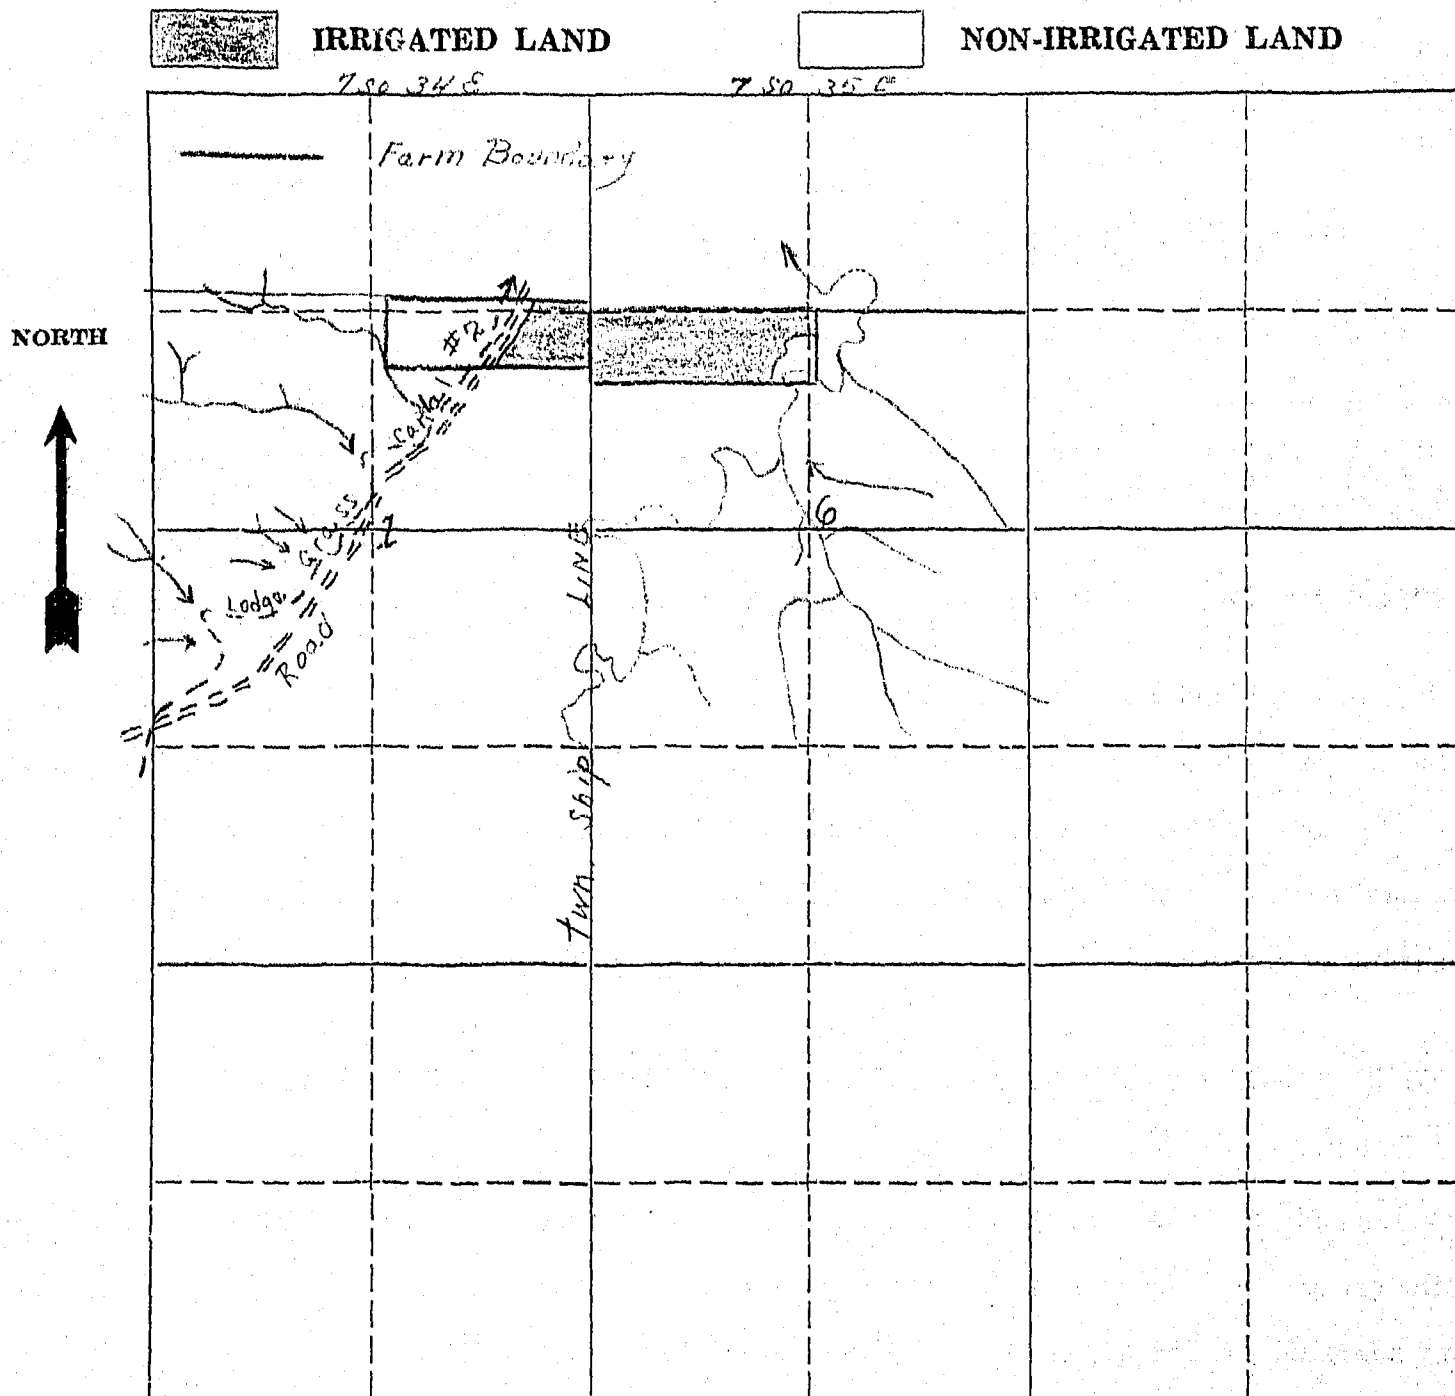 IRRIGATED LAND
NON-IRRIGATED LAND
7 So 34 E
7 So 35 E
Farm Boundary
NORTH
#2
Canal
1
6
Lodge Grass
Road
Twn. Ship LINE